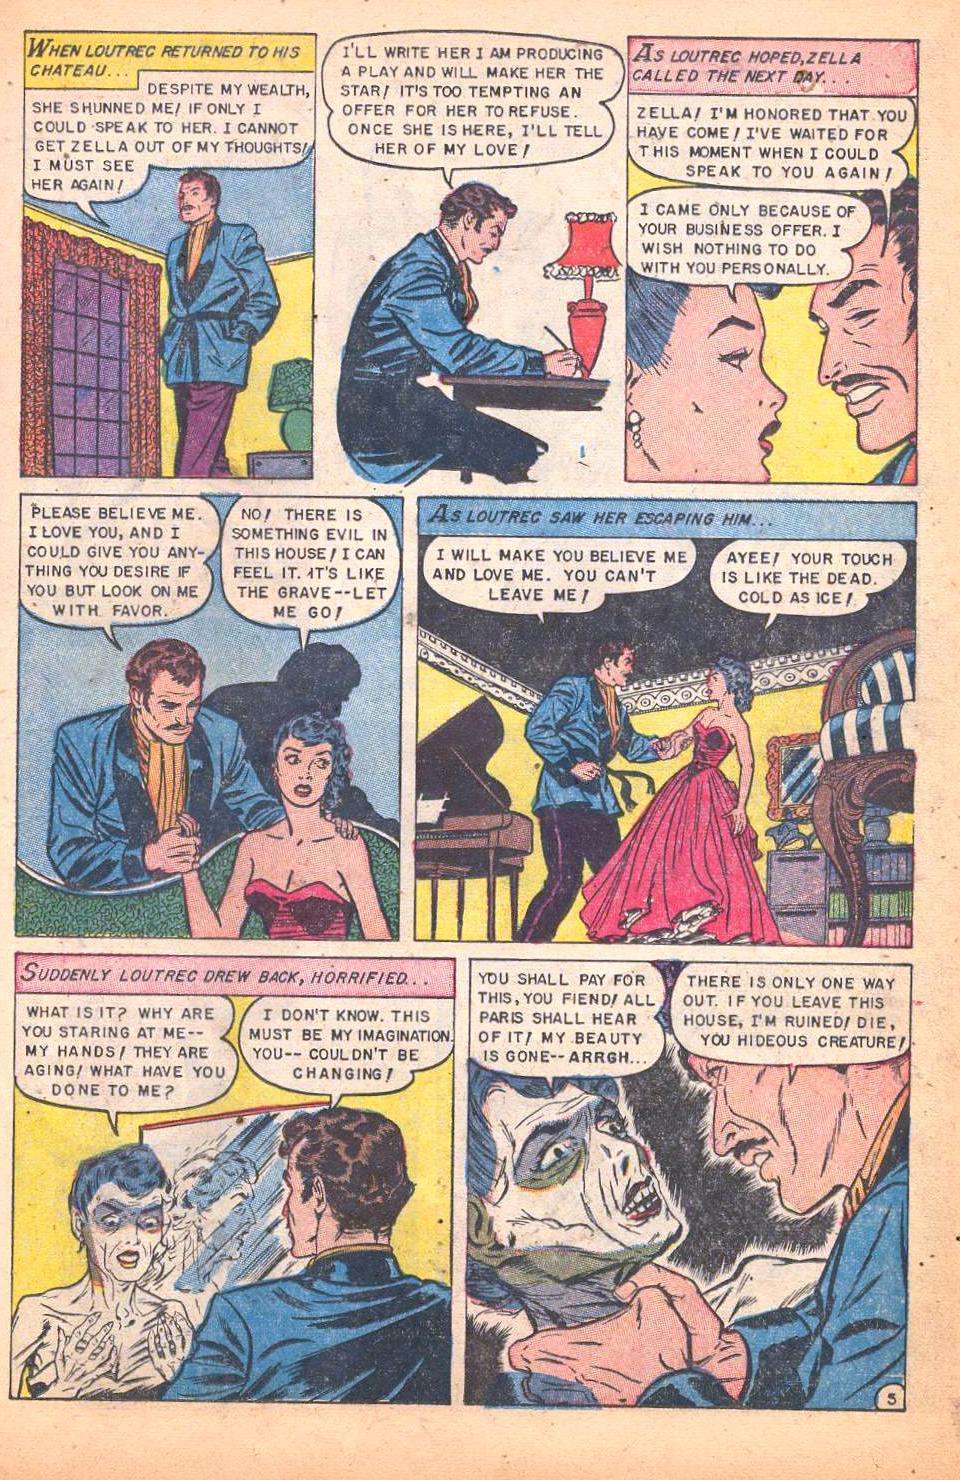 WHEN LOUTREC RETURNED TO HIS
CHATEAU...
DESPITE MY WEALTH,
SHE SHUNNED ME! IF ONLY I
COULD SPEAK TO HER. I CANNOT
GET ZELLA OUT OF MY THOUGHTS!
I MUST SEE
HER AGAIN!
I'LL WRITE HER I AM PRODUCING
A PLAY AND WILL MAKE HER THE
STAR! IT'S TOO TEMPTING AN
OFFER FOR HER TO REFUSE.
ONCE SHE IS HERE, I'LL TELL
HER OF MY LOVE!
AS LOUTREC HOPED, ZELLA
CALLED THE NEXT DAY...
ZELLA! I'M HONORED THAT YOU
HAVE COME! I'VE WAITED FOR
THIS MOMENT WHEN I COULD
SPEAK TO YOU AGAIN!
I CAME ONLY BECAUSE OF
YOUR BUSINESS OFFER. I
WISH NOTHING TO DO
WITH YOU PERSONALLY.
PLEASE BELIEVE ME.
I LOVE YOU, AND I
COULD GIVE YOU ANY-
THING YOU DESIRE IF
YOU BUT LOOK ON ME
WITH FAVOR.
NO! THERE IS
SOMETHING EVIL IN
THIS HOUSE! I CAN
FEEL IT. IT'S LIKE
THE GRAVE--LET
ME GO!
AS LOUTREC SAW HER ESCAPING HIM...
I WILL MAKE YOU BELIEVE ME
AND LOVE ME. YOU CAN'T
LEAVE ME!
AYEE! YOUR TOUCH
IS LIKE THE DEAD.
COLD AS ICE!
SUDDENLY LOUTREC DREW BACK, HORRIFIED...
WHAT IS IT? WHY ARE
YOU STARING AT ME--
MY HANDS! THEY ARE
AGING! WHAT HAVE YOU
DONE TO ME?
I DON'T KNOW. THIS
MUST BE MY IMAGINATION.
YOU-- COULDN'T BE
CHANGING!
YOU SHALL PAY FOR
THIS, YOU FIEND! ALL
PARIS SHALL HEAR
OF IT! MY BEAUTY
IS GONE--ARRGH...
THERE IS ONLY ONE WAY
OUT. IF YOU LEAVE THIS
HOUSE, I'M RUINED! DIE,
YOU HIDEOUS CREATURE!
5